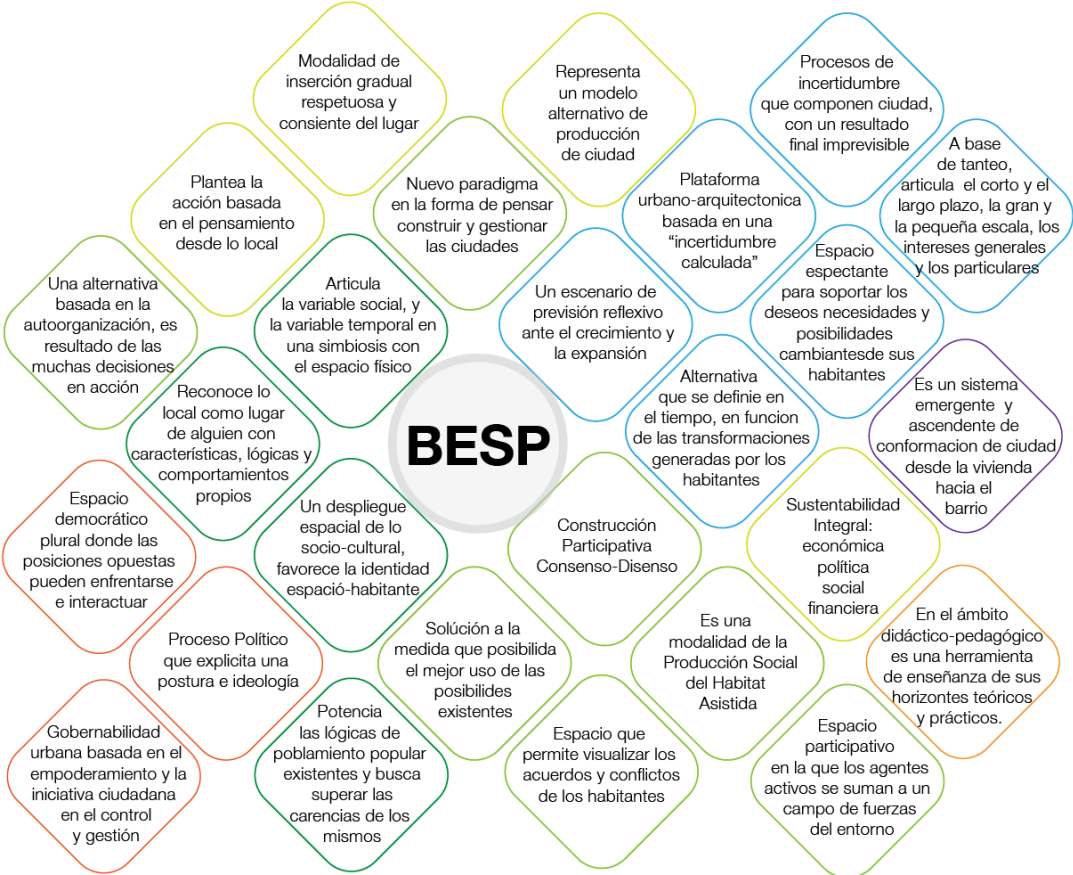 Modalidad de
inserción gradual
respetuosa y
consiente del lugar
Representa
un modelo
alternativo de
producción
de ciudad
Procesos de
incertidumbre
que componen ciudad,
con un resultado
final imprevisible
Plantea la
acción basada
en el pensamiento
desde lo local
Nuevo paradigma
en la forma de pensar
construir y gestionar
las ciudades
Plataforma
urbano-arquitectonica
basada en una
“incertidumbre
calculada”
A base
de tanteo,
articula el corto y el
largo plazo, la gran y
la pequeña escala, los
intereses generales
y los particulares
Una alternativa
basada en la
autoorganización, es
resultado de las
muchas decisiones
en acción
Articula
la variable social, y
la variable temporal en
una simbiosis con
el espacio físico
Un escenario de
previsión reflexivo
ante el crecimiento y
la expansión
Espacio
espectante
para soportar los
deseos necesidades y
posibilidades
cambiantesde sus
habitantes
Reconoce lo
local como lugar
de alguien con
características, lógicas y
comportamientos
propios
BESP
Alternativa
que se definie en
el tiempo, en funcion
de las transformaciones
generadas por los
habitantes
Es un sistema
emergente y
ascendente de
conformacion de ciudad
desde la vivienda
hacia el
barrio
Espacio
democrático
plural donde las
posiciones opuestas
pueden enfrentarse
e interactuar
Un despliegue
espacial de lo
socio-cultural,
favorece la identidad
espació-habitante
Construcción
Participativa
Consenso-Disenso
Sustentabilidad
Integral:
económica
política
social
financiera
Proceso Político
que explicita una
postura e ideología
Solúción a la
medida que posibilida
el mejor uso de las
posibilides
existentes
Es una
modalidad de la
Producción Social
del Habitat
Asistida
En el ámbito
didáctico-pedagógico
es una herramienta
de enseñanza de sus
horizontes teóricos
y prácticos.
Gobernabilidad
urbana basada en el
empoderamiento y la
iniciativa ciudadana
en el control
y gestión
Potencia
las lógicas de
poblamiento popular
existentes y busca
superar las
carencias de los
mismos
Espacio que
permite visualizar los
acuerdos y conflictos
de los habitantes
Espacio
participativo
en la que los agentes
activos se suman a un
campo de fuerzas
del entorno